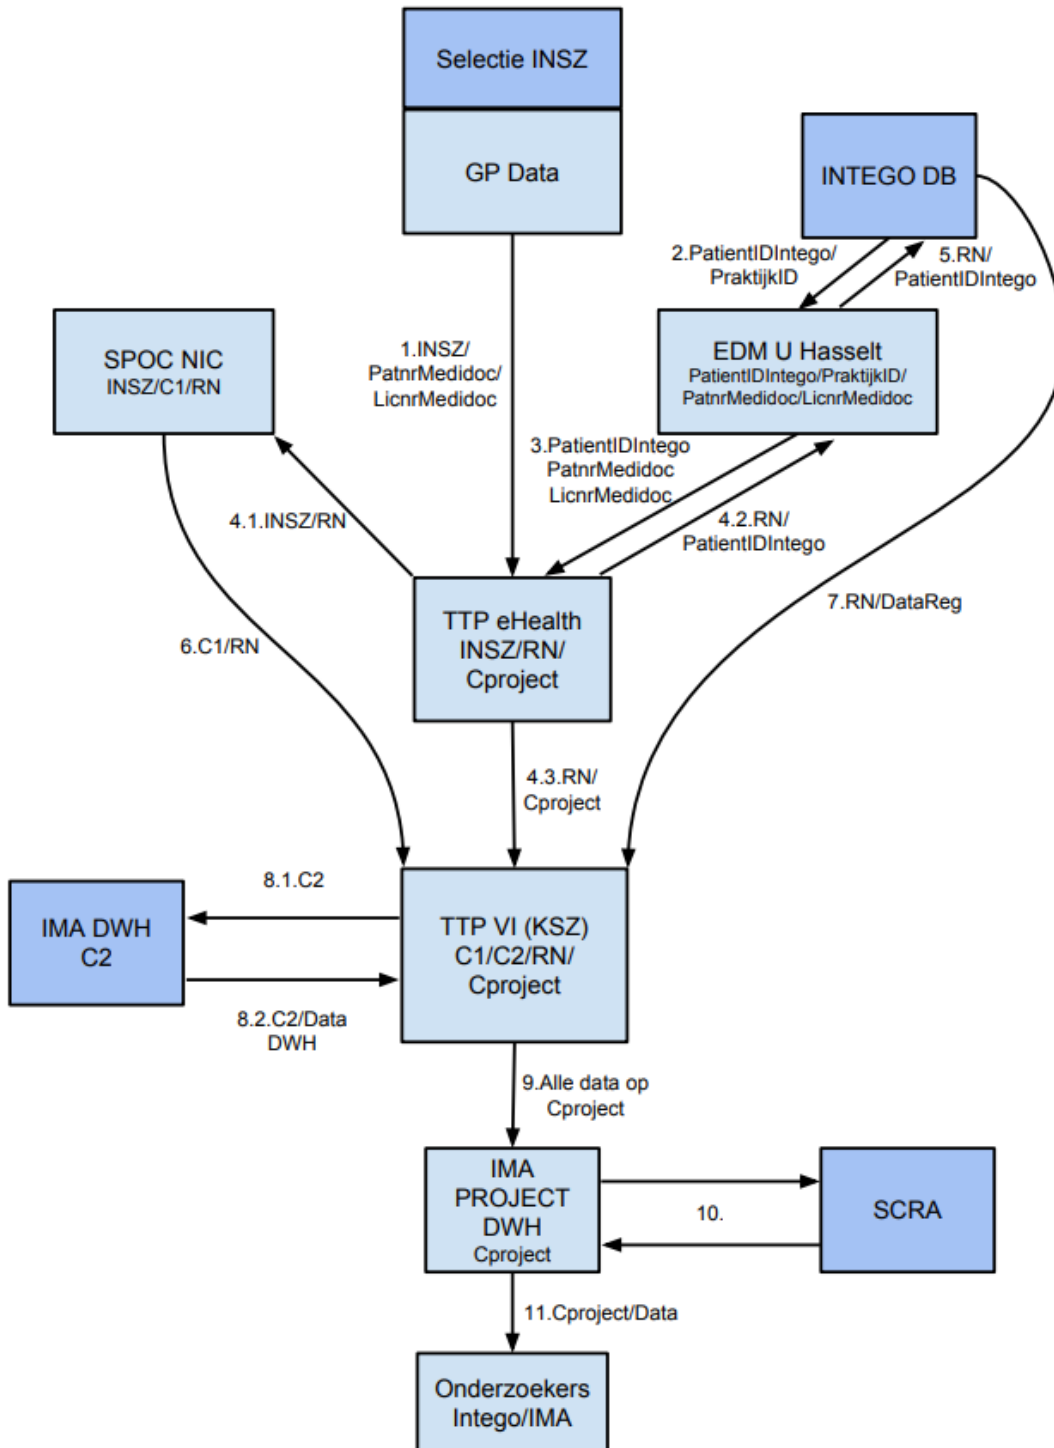 Selectie INSZ
GP Data
INTEGO DB
2.PatientIDIntego/
PraktijkID
5.RN/
PatientIDIntego
SPOC NIC
INSZ/C1/RN
1.INSZ/
PatnrMedidoc/
LicnrMedidoc
EDM U Hasselt
PatientIDIntego/PraktijkID/
PatnrMedidoc/LicnrMedidoc
3.PatientIDIntego
PatnrMedidoc
LicnrMedidoc
4.1.INSZ/RN
4.2.RN/
PatientIDIntego
TTP eHealth
INSZ/RN/
Cproject
7.RN/DataReg
6.C1/RN
4.3.RN/
Cproject
8.1.C2
IMA DWH
C2
TTP VI (KSZ)
C1/C2/RN/
Cproject
8.2.C2/Data
DWH
9.Alle data op
Cproject
IMA
PROJECT
DWH
Cproject
10.
SCRA
11.Cproject/Data
Onderzoekers
Intego/IMA